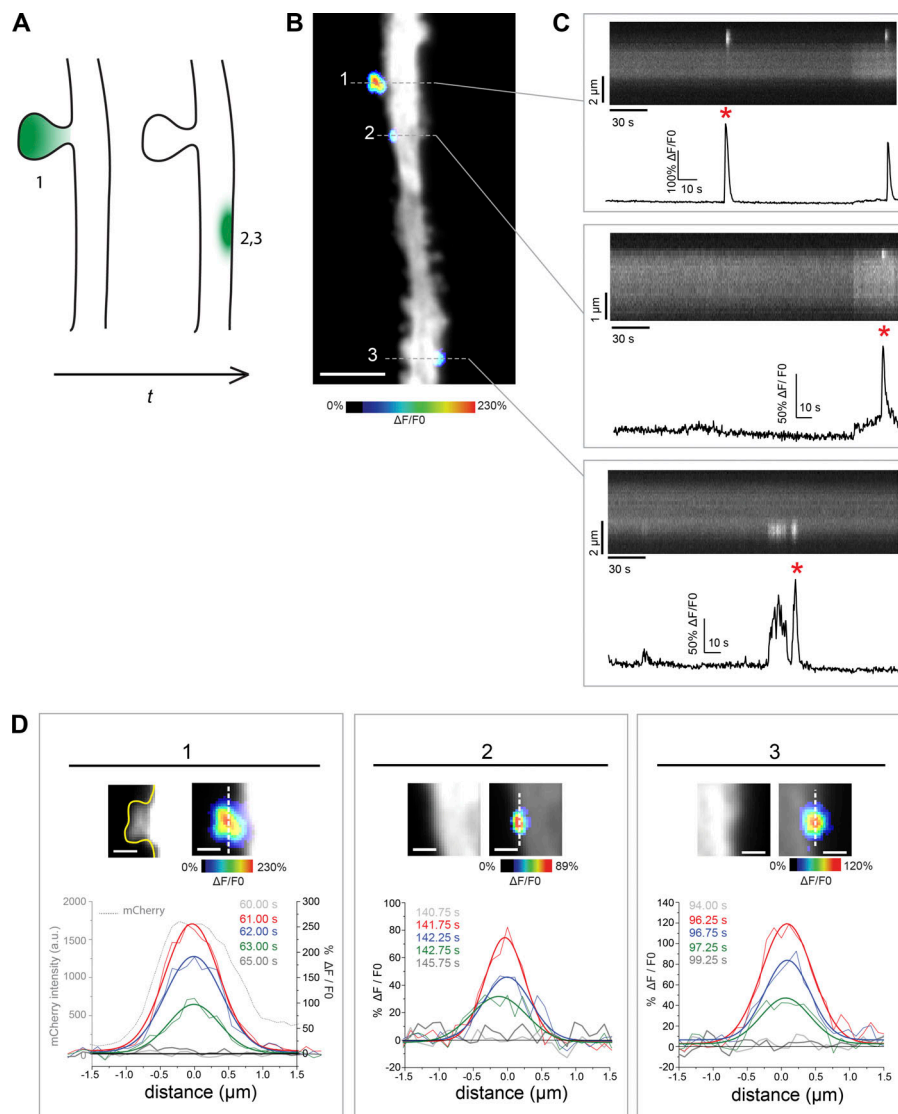 A
1
2,3
t
B
1
2
3
0%
230%
ΔF/F0
C
2 µm
30 s
*
100% ΔF/F0
10 s
1 µm
30 s
*
50% ΔF/ F0
10 s
2 µm
30 s
*
50% ΔF/F0
10 s
D
1
0%
230%
ΔF/F0
mCherry
60.00 s
61.00 s
62.00 s
63.00 s
65.00 s
mCherry intensity (a.u.)
2000
1500
1000
500
300
250
200
150
100
50
0
% ΔF / F0
-1.5 -1.0 -0.5 0.0 0.5 1.0 1.5
distance (µm)
2
0%
89%
ΔF/F0
140.75 s
141.75 s
142.25 s
142.75 s
145.75 s
% ΔF / F0
100
80
60
40
20
0
-20
-1.5 -1.0 -0.5 0.0 0.5 1.0 1.5
distance (µm)
3
0%
120%
ΔF/F0
94.00 s
96.25 s
96.75 s
97.25 s
99.25 s
% ΔF / F0
140
120
100
80
60
40
20
0
-20
-1.5 -1.0 -0.5 0.0 0.5 1.0 1.5
distance (µm)